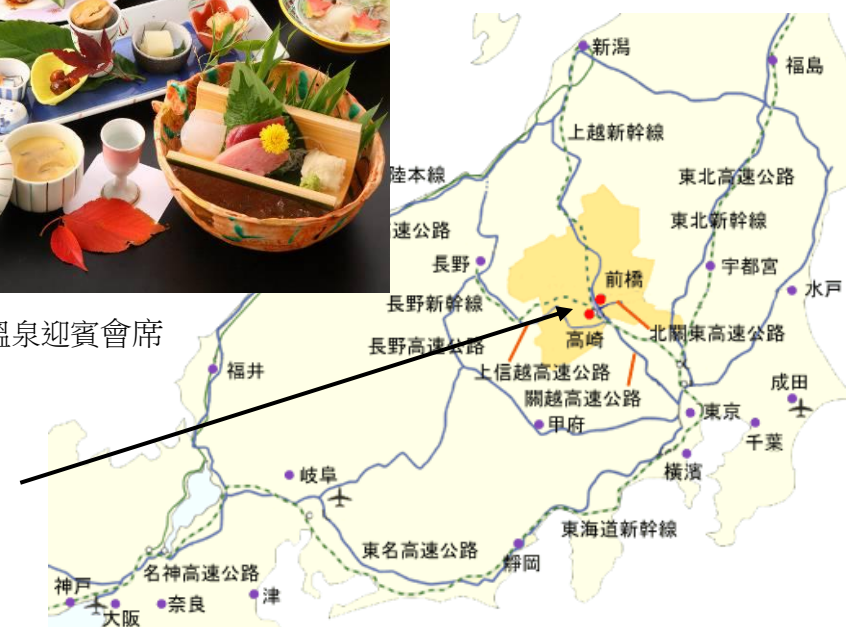 新潟
福島
上越新幹線
陸本線
東北高速公路
速公路
東北新幹線
長野
宇都宮
前橋
水戸
長野新幹線
溫泉迎賓會席
北關東高速公路
高崎
長野高速公路
上信越高速公路
福井
成田
關越高速公路
東京
甲府
千葉
岐阜
橫濱
東海道新幹線
東名高速公路
靜岡
名神高速公路
神戸
津
奈良
大阪